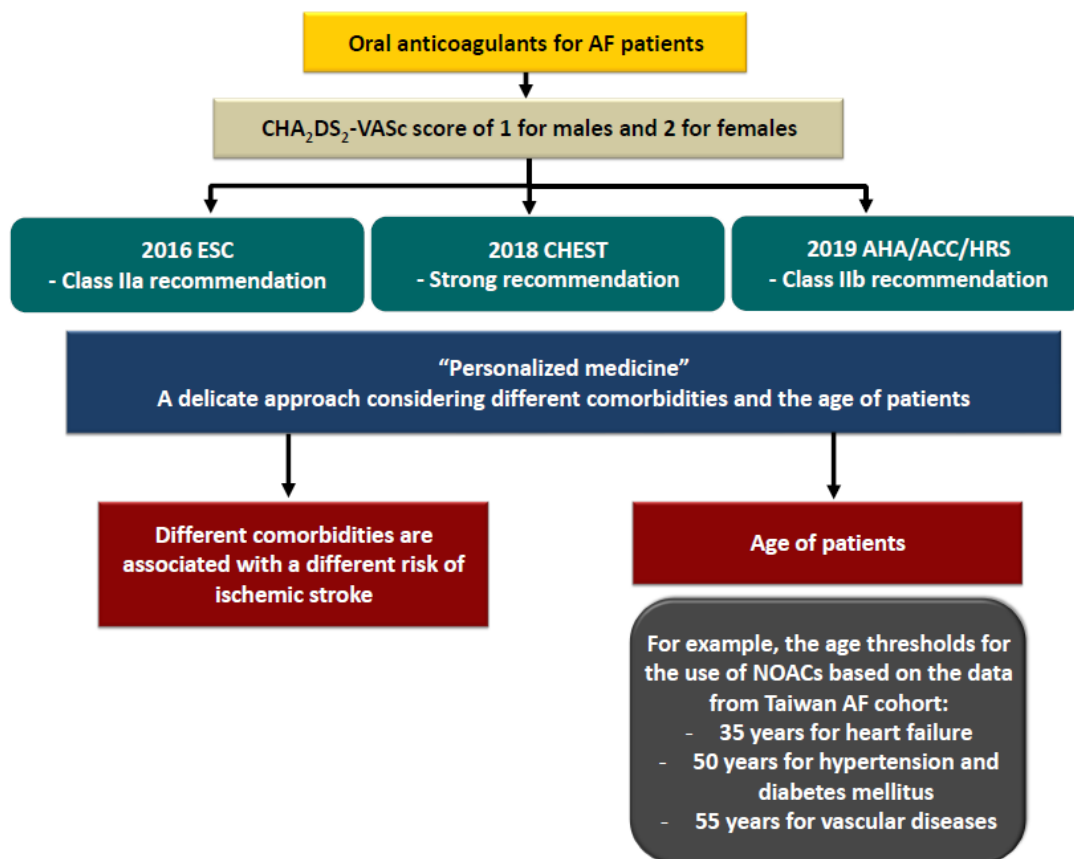 Oral anticoagulants for AF patients
CHA₂DS₂-VASc score of 1 for males and 2 for females
2016 ESC
- Class IIa recommendation
2018 CHEST
- Strong recommendation
2019 AHA/ACC/HRS
- Class IIb recommendation
“Personalized medicine”
A delicate approach considering different comorbidities and the age of patients
Different comorbidities are
associated with a different risk of
ischemic stroke
Age of patients
For example, the age thresholds for
the use of NOACs based on the data
from Taiwan AF cohort:
- 35 years for heart failure
- 50 years for hypertension and
diabetes mellitus
- 55 years for vascular diseases